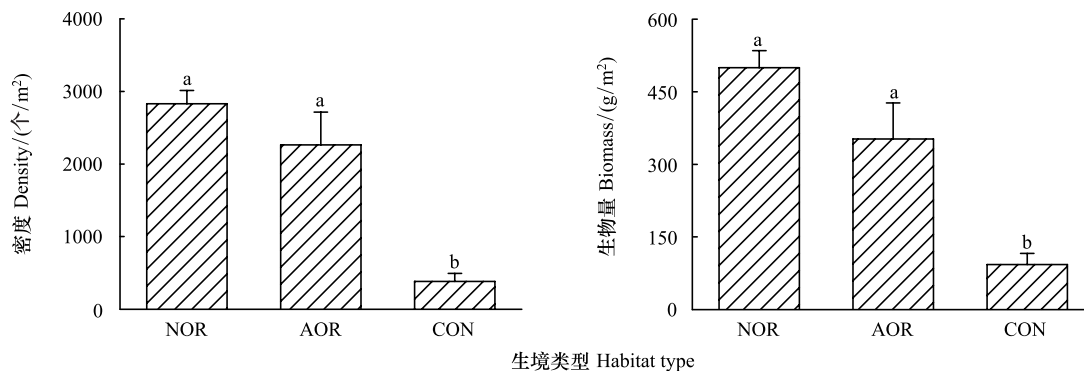 密度 Density/(个/m²)
4000
3000
2000
1000
0
a
a
b
NOR
AOR
CON
生物量 Biomass/(g/m²)
600
450
300
150
0
a
a
b
NOR
AOR
CON
生境类型 Habitat type